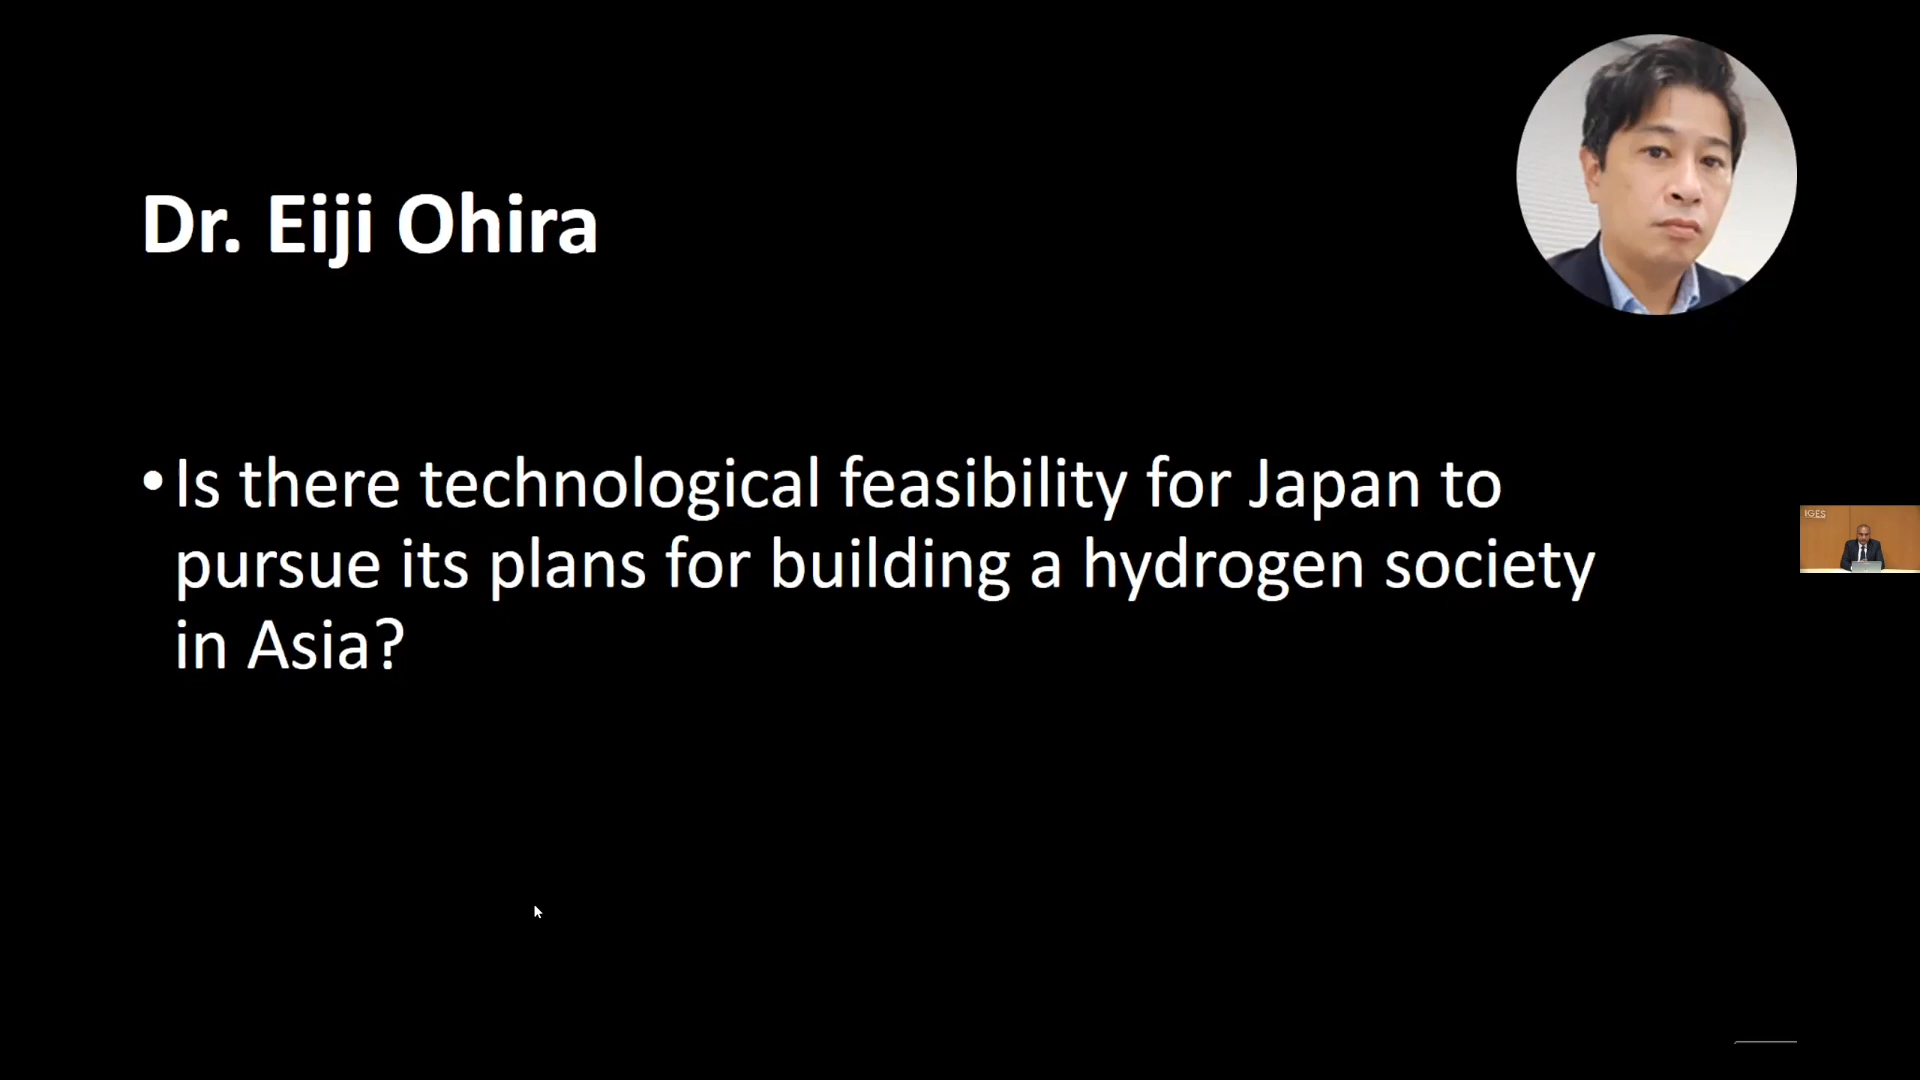 Dr. Eiji Ohira
• Is there technological feasibility for Japan to
pursue its plans for building a hydrogen society
in Asia?
IGES